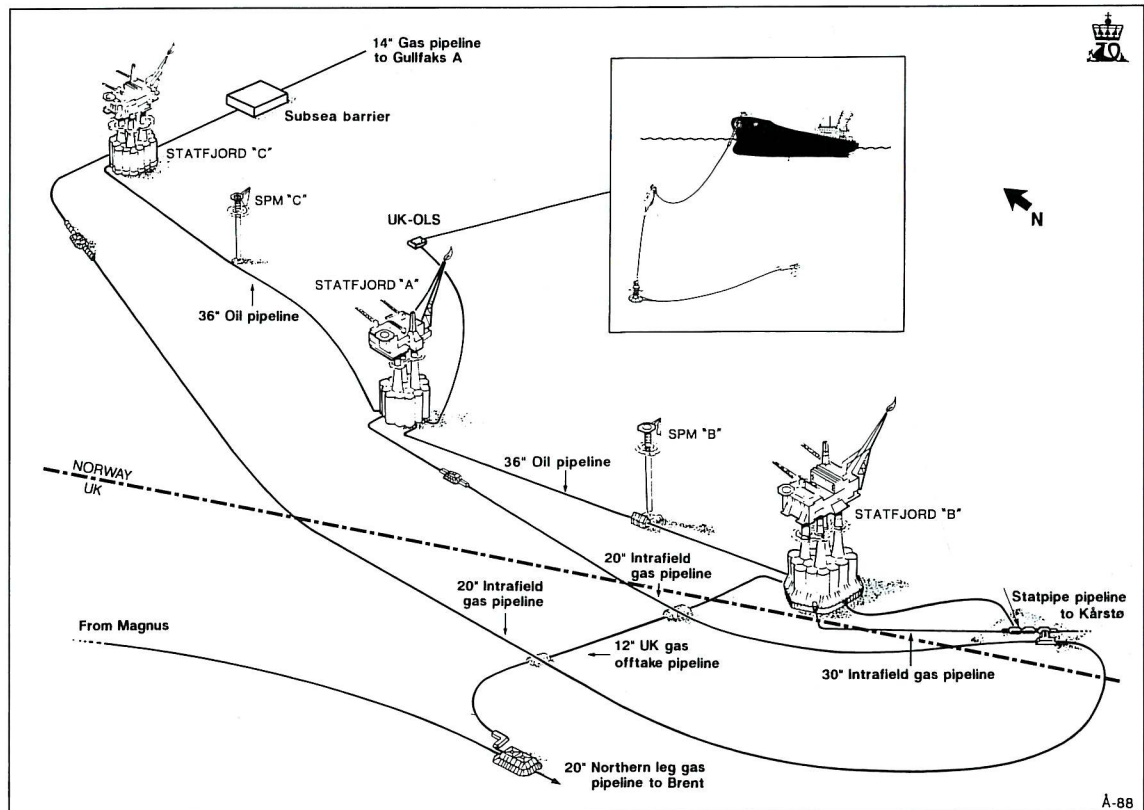 14" Gas pipeline
to Gullfaks A
Subsea barrier
STATFJORD "C"
SPM "C"
UK-OLS
N
STATFJORD "A"
36" Oil pipeline
SPM "B"
36" Oil pipeline
NORWAY
UK
STATFJORD "B"
20" Intrafield
gas pipeline
20" Intrafield
gas pipeline
Statpipe pipeline
to Kårstø
From Magnus
12" UK gas
offtake pipeline
30" Intrafield gas pipeline
20" Northern leg gas
pipeline to Brent
Å-88